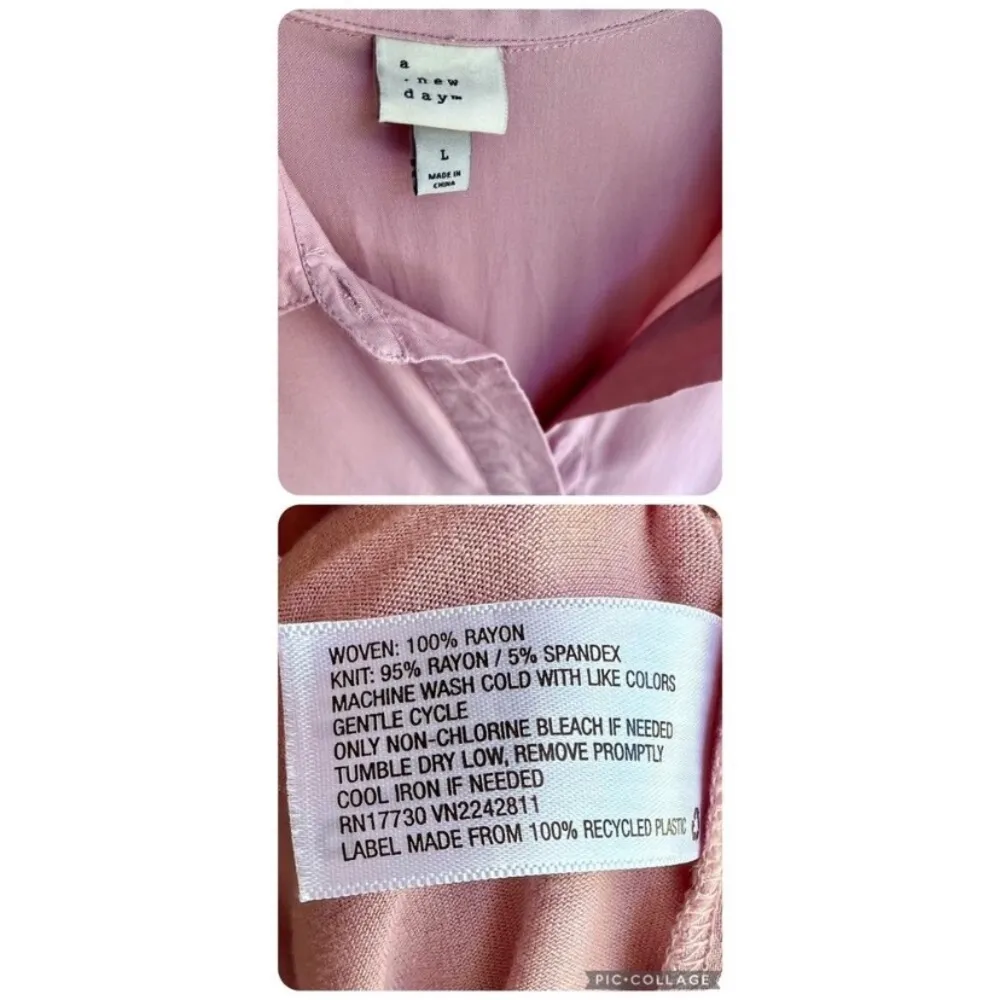 a
new
day™
L
MADE IN
CHINA
WOVEN: 100% RAYON
KNIT: 95% RAYON / 5% SPANDEX
MACHINE WASH COLD WITH LIKE COLORS
GENTLE CYCLE
ONLY NON-CHLORINE BLEACH IF NEEDED
TUMBLE DRY LOW, REMOVE PROMPTLY
COOL IRON IF NEEDED
RN17730 VN2242811
LABEL MADE FROM 100% RECYCLED PLASTIC
PIC•COLLAGE